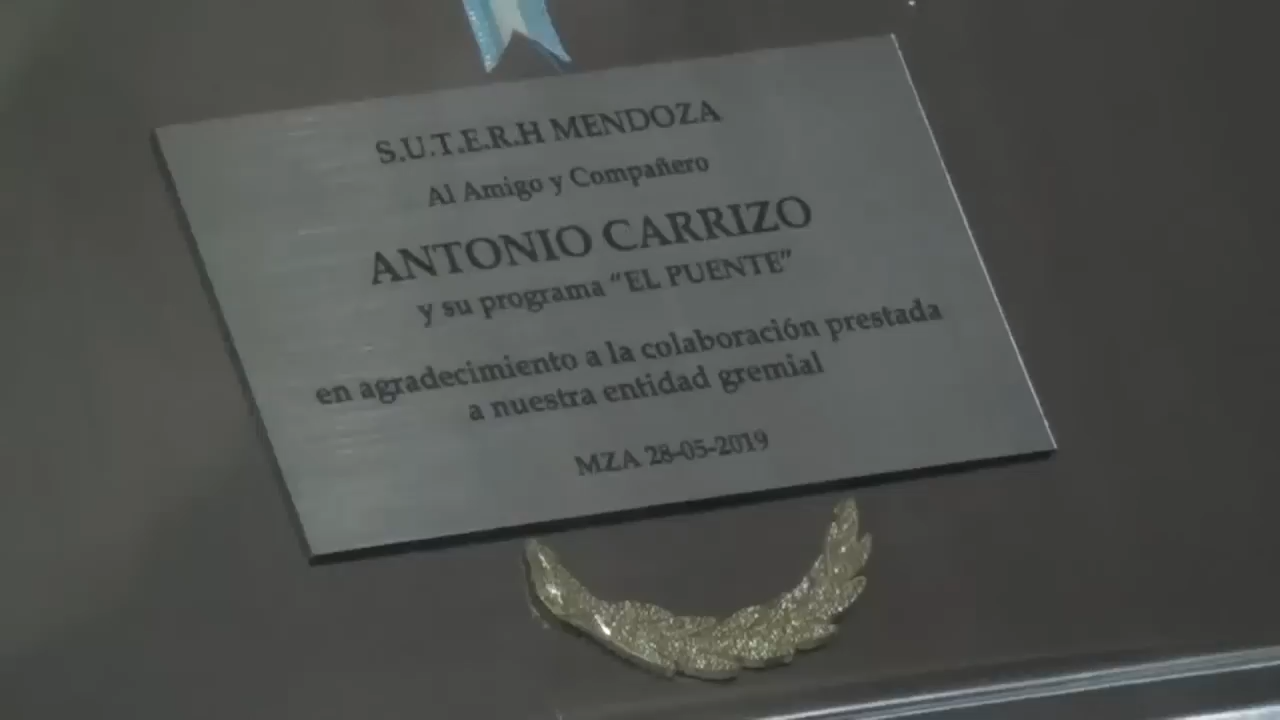 S.U.T.E.R.H MENDOZA
Al Amigo y Compañero
ANTONIO CARRIZO
y su programa "EL PUENTE"
en agradecimiento a la colaboración prestada
a nuestra entidad gremial
MZA 28-05-2019